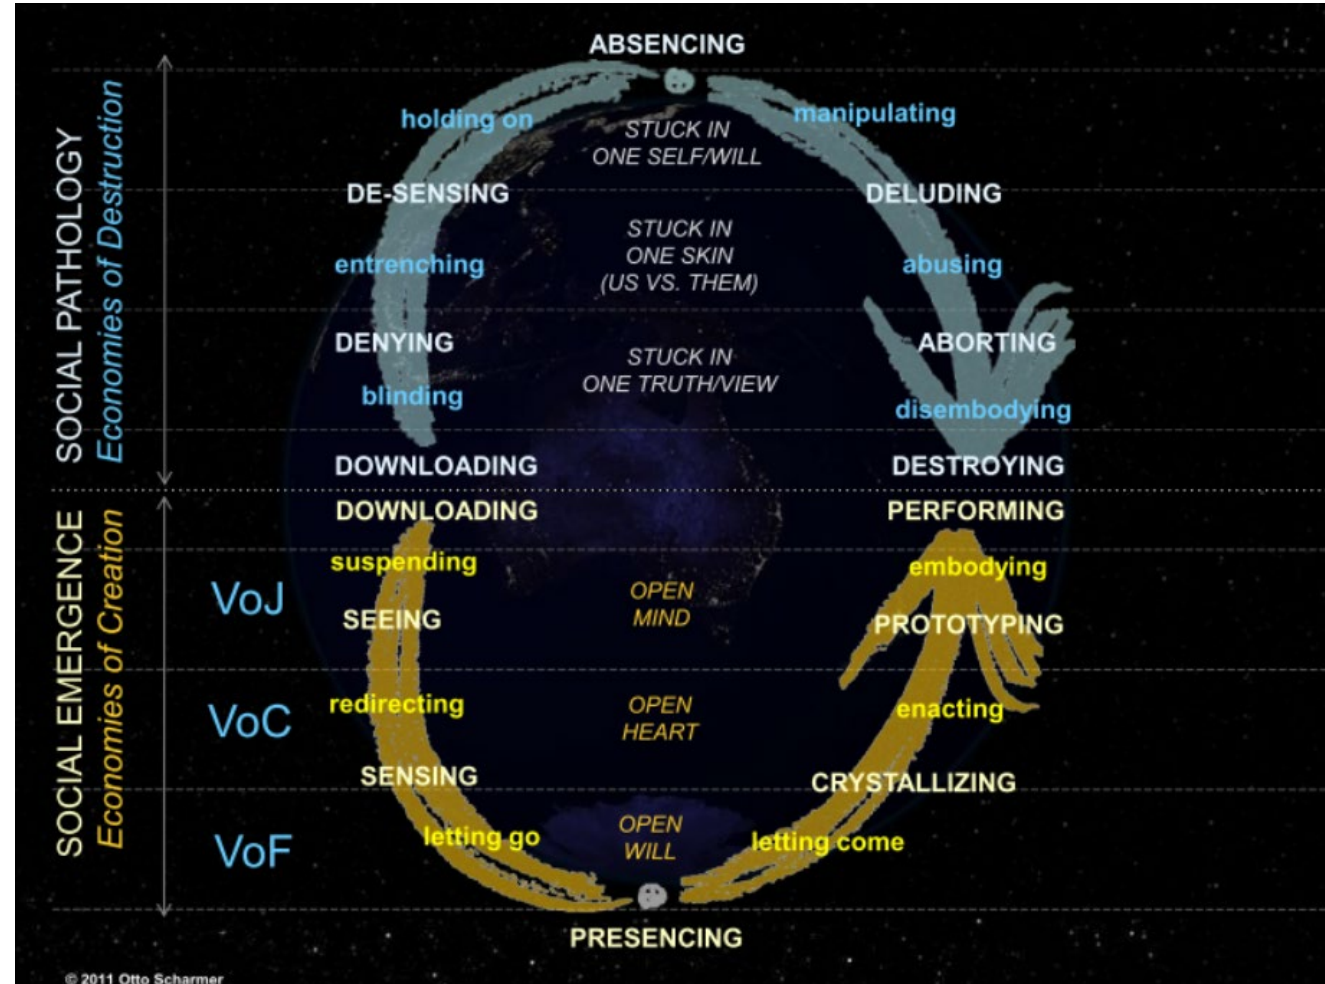 ABSENCING
holding on
manipulating
STUCK IN
ONE SELF/WILL
DE-SENSING
DELUDING
STUCK IN
ONE SKIN
(US VS. THEM)
entrenching
abusing
DENYING
ABORTING
STUCK IN
ONE TRUTH/VIEW
blinding
disembodying
DOWNLOADING
DESTROYING
SOCIAL PATHOLOGY
Economies of Destruction
DOWNLOADING
PERFORMING
suspending
embodying
VoJ
OPEN
MIND
SEEING
PROTOTYPING
redirecting
enacting
VoC
OPEN
HEART
SENSING
CRYSTALLIZING
letting go
OPEN
WILL
letting come
VoF
PRESENCING
SOCIAL EMERGENCE
Economies of Creation
© 2011 Otto Scharmer